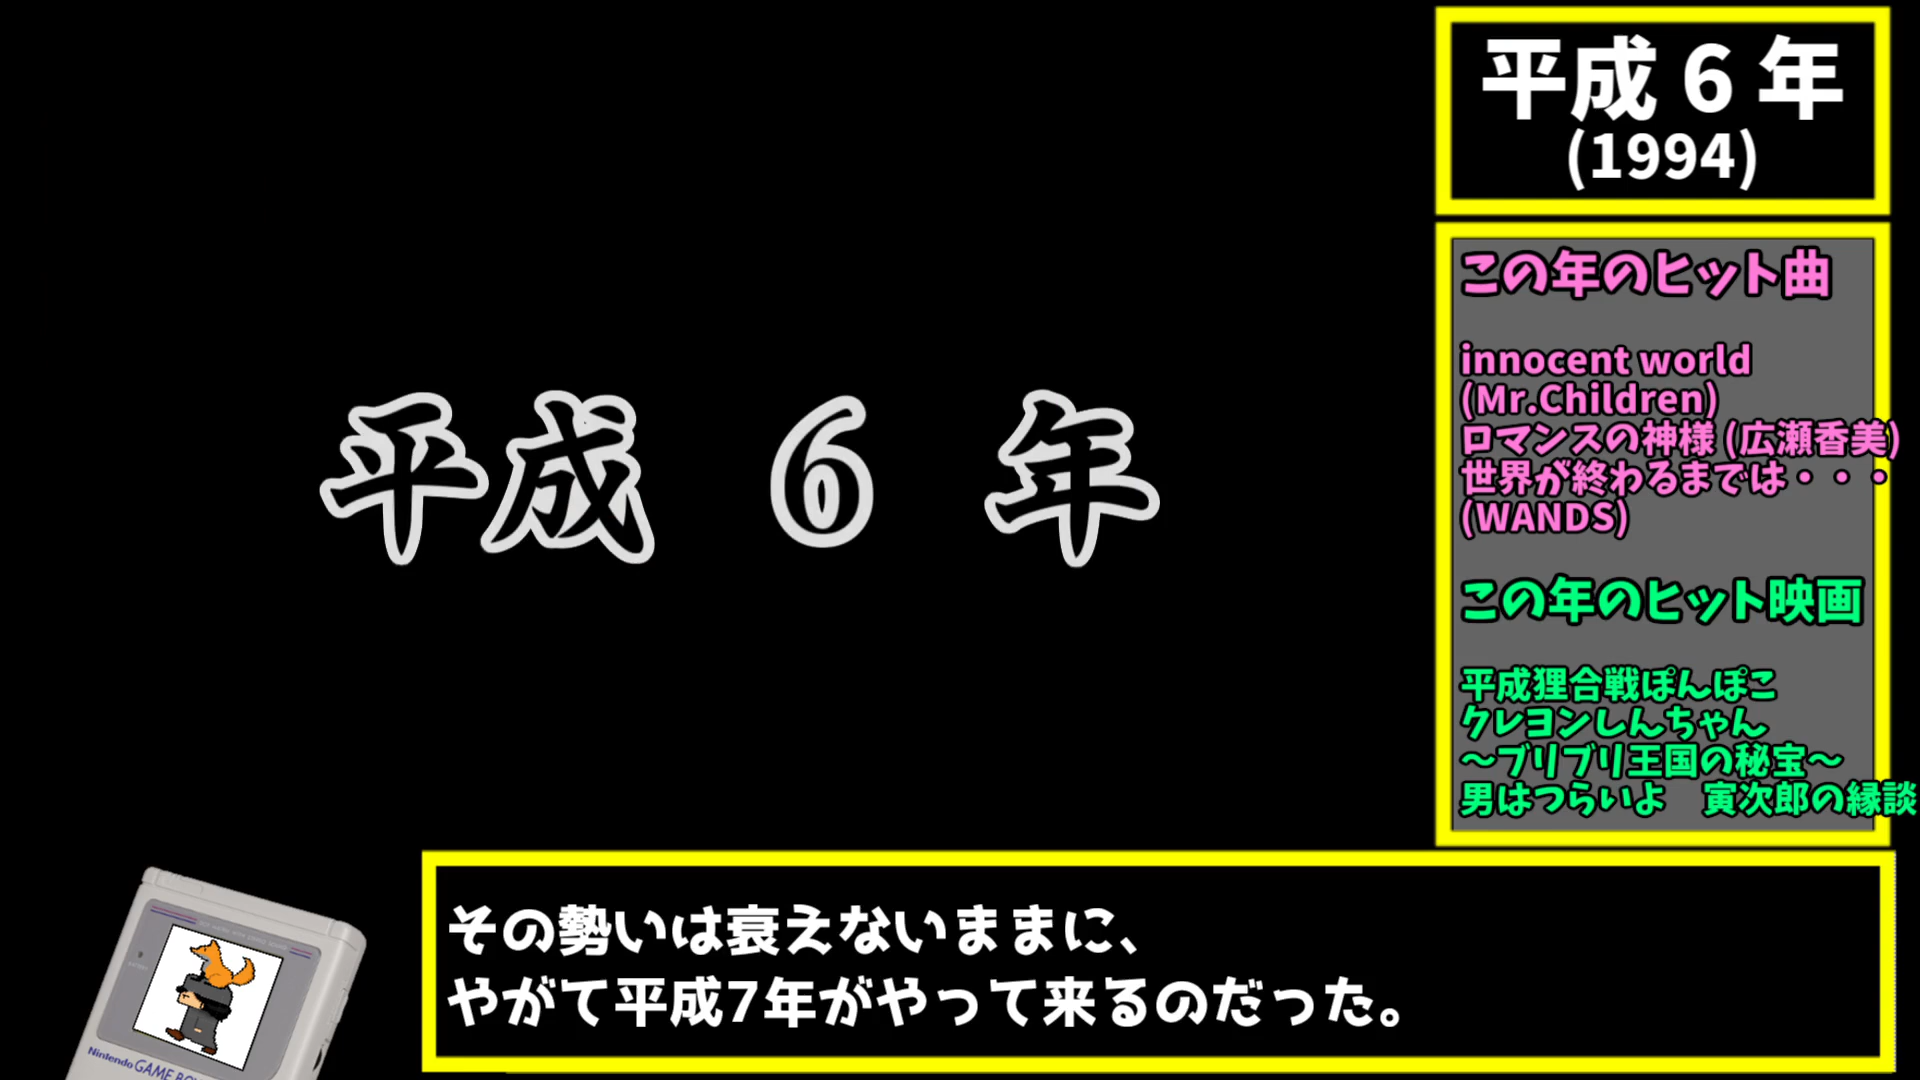 平成 6 年
(1994)
この年のヒット曲
innocent world
(Mr.Children)
ロマンスの神様 (広瀬香美)
世界が終わるまでは・・・
(WANDS)
この年のヒット映画
平成狸合戦ぽんぽこ
クレヨンしんちゃん
～ブリブリ王国の秘宝～
男はつらいよ　寅次郎の縁談
平成 6 年
その勢いは衰えないままに、
やがて平成7年がやって来るのだった。
Nintendo GAME BOY